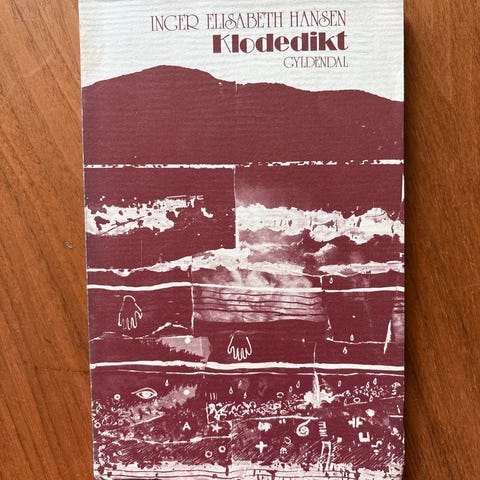 INGER ELISABETH HANSEN
Klodedikt
GYLDENDAL